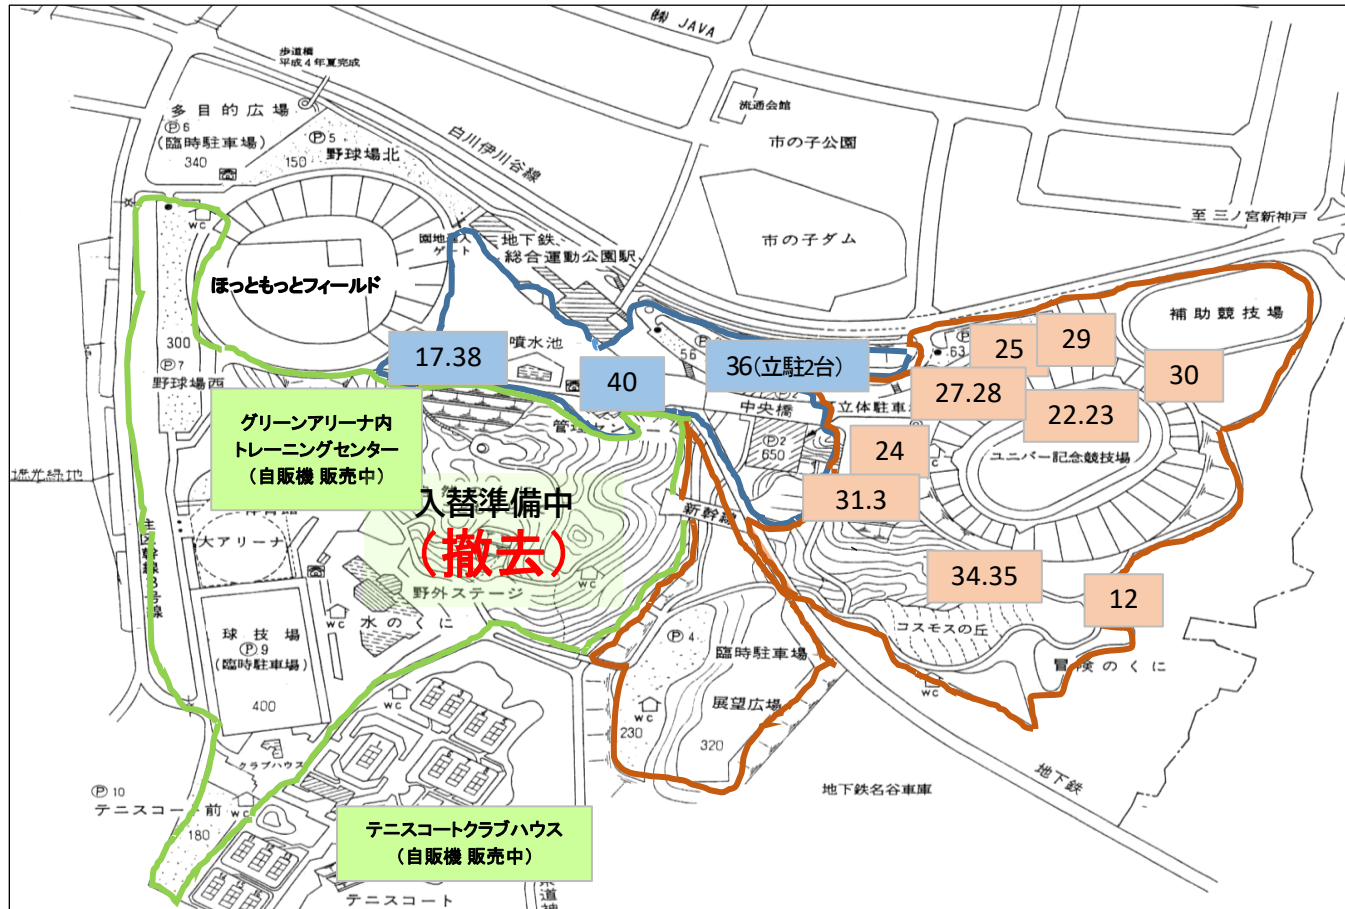 ㈱ JAVA
歩道橋
平成4年夏完成
多目的広場
Ⓟ6
(臨時駐車場)
340
Ⓟ5
150
野球場北
白川伊川谷線
流通会館
市の子公園
市の子ダム
至 三ノ宮新神戸
WC
園地進入
ゲート
地下鉄
総合運動公園駅
ほっともっとフィールド
補助競技場
300
Ⓟ7
野球場西
17.38
噴水池
40
56
36(立駐2台)
63
25
29
30
27.28
22.23
中央橋
立体駐車
Ⓟ2
650
24
ユニバー記念競技場
31.3
グリーンアリーナ内
トレーニングセンター
(自販機 販売中)
遮光緑地
入替準備中
(撤去)
新幹線
大アリーナ
野外ステージ
WC
34.35
12
コスモスの丘
冒険のくに
WC
球技場
Ⓟ9
(臨時駐車場)
400
WC
水のくに
Ⓟ4
臨時駐車場
展望広場
WC
230
320
WC
クラブハウス
Ⓟ10
テニスコート前
WC
180
地下鉄名谷車庫
地下鉄
テニスコートクラブハウス
(自販機 販売中)
テニスコート